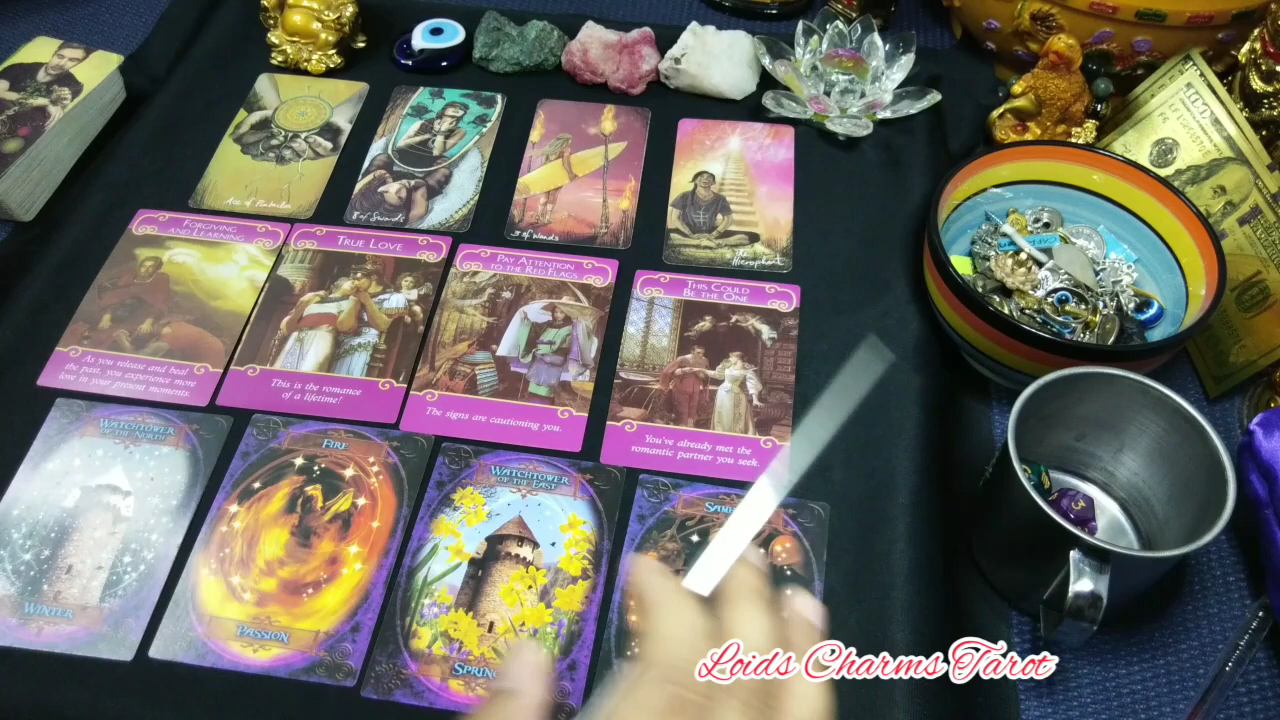 Ace of Pentacles
8 of Swords
3 of Wands
The
Hierophant
FORGIVING
AND LEARNING
As you release and heal
the past, you experience more
love in your present moments.
TRUE LOVE
This is the romance
of a lifetime!
PAY ATTENTION
TO THE RED FLAGS
The signs are cautioning you.
THIS COULD
BE THE ONE
You've already met the
romantic partner you seek.
WATCHTOWER
OF THE NORTH
WINTER
FIRE
PASSION
WATCHTOWER
OF THE EAST
SPRING
100
3
Loids Charms Tarot